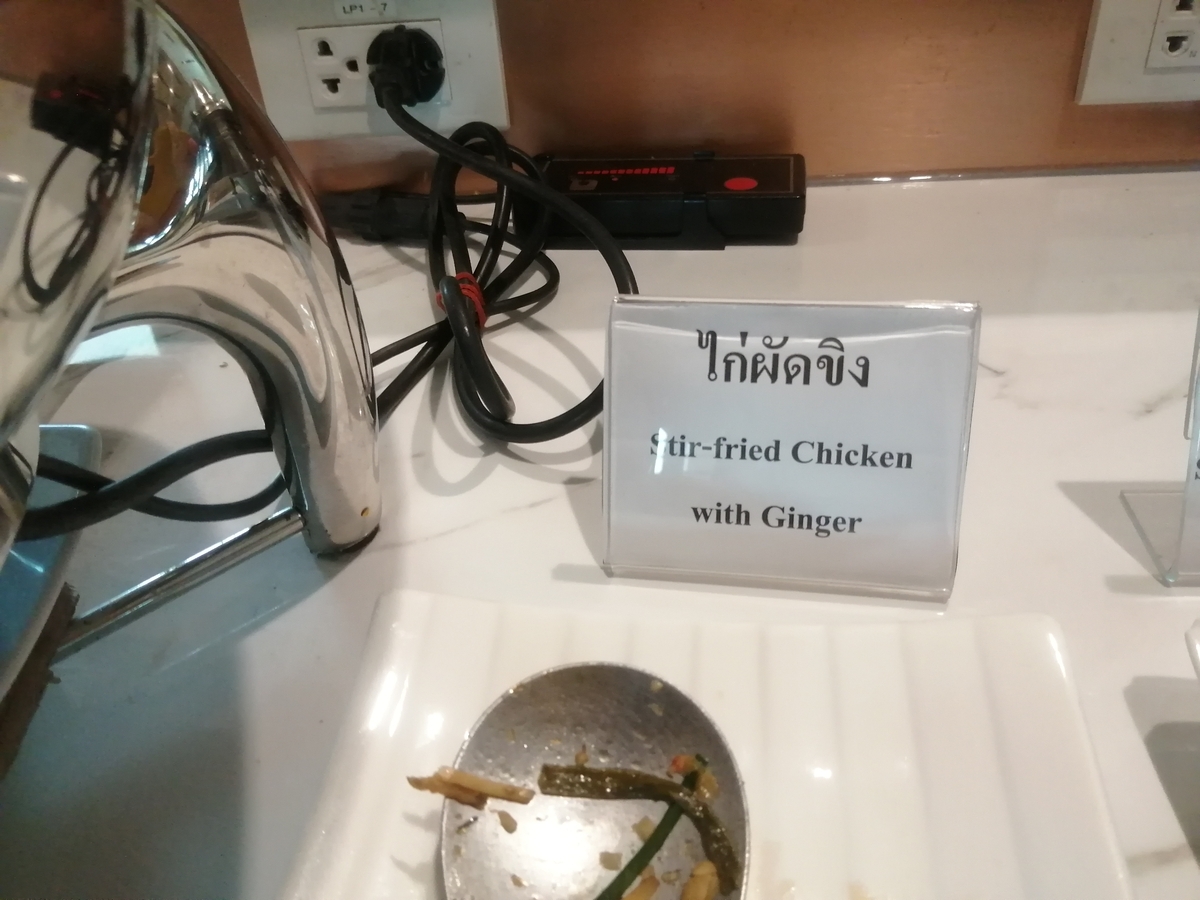 LP1 - 7
ไก่ผัดขิง
Stir-fried Chicken
with Ginger